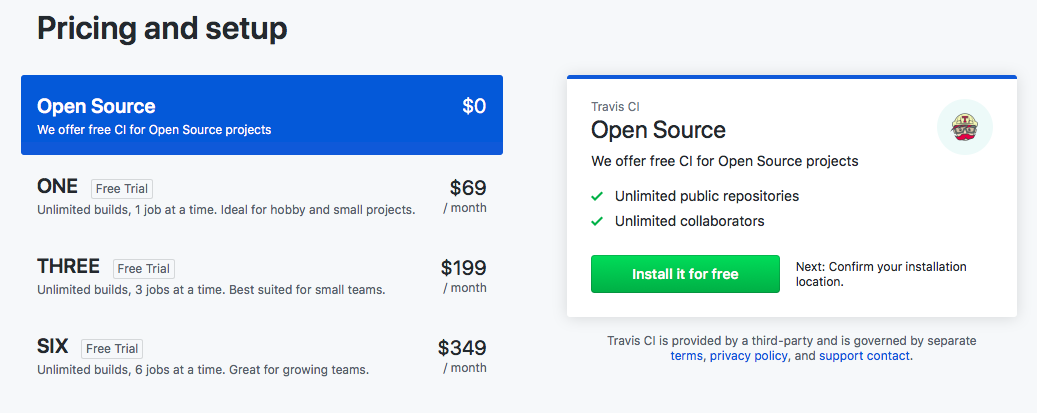 Pricing and setup
Open Source $0
We offer free CI for Open Source projects
ONE Free Trial $69
Unlimited builds, 1 job at a time. Ideal for hobby and small projects. / month
THREE Free Trial $199
Unlimited builds, 3 jobs at a time. Best suited for small teams. / month
SIX Free Trial $349
Unlimited builds, 6 jobs at a time. Great for growing teams. / month
Travis CI
Open Source
We offer free CI for Open Source projects
Unlimited public repositories
Unlimited collaborators
Install it for free
Next: Confirm your installation
location.
Travis CI is provided by a third-party and is governed by separate
terms, privacy policy, and support contact.